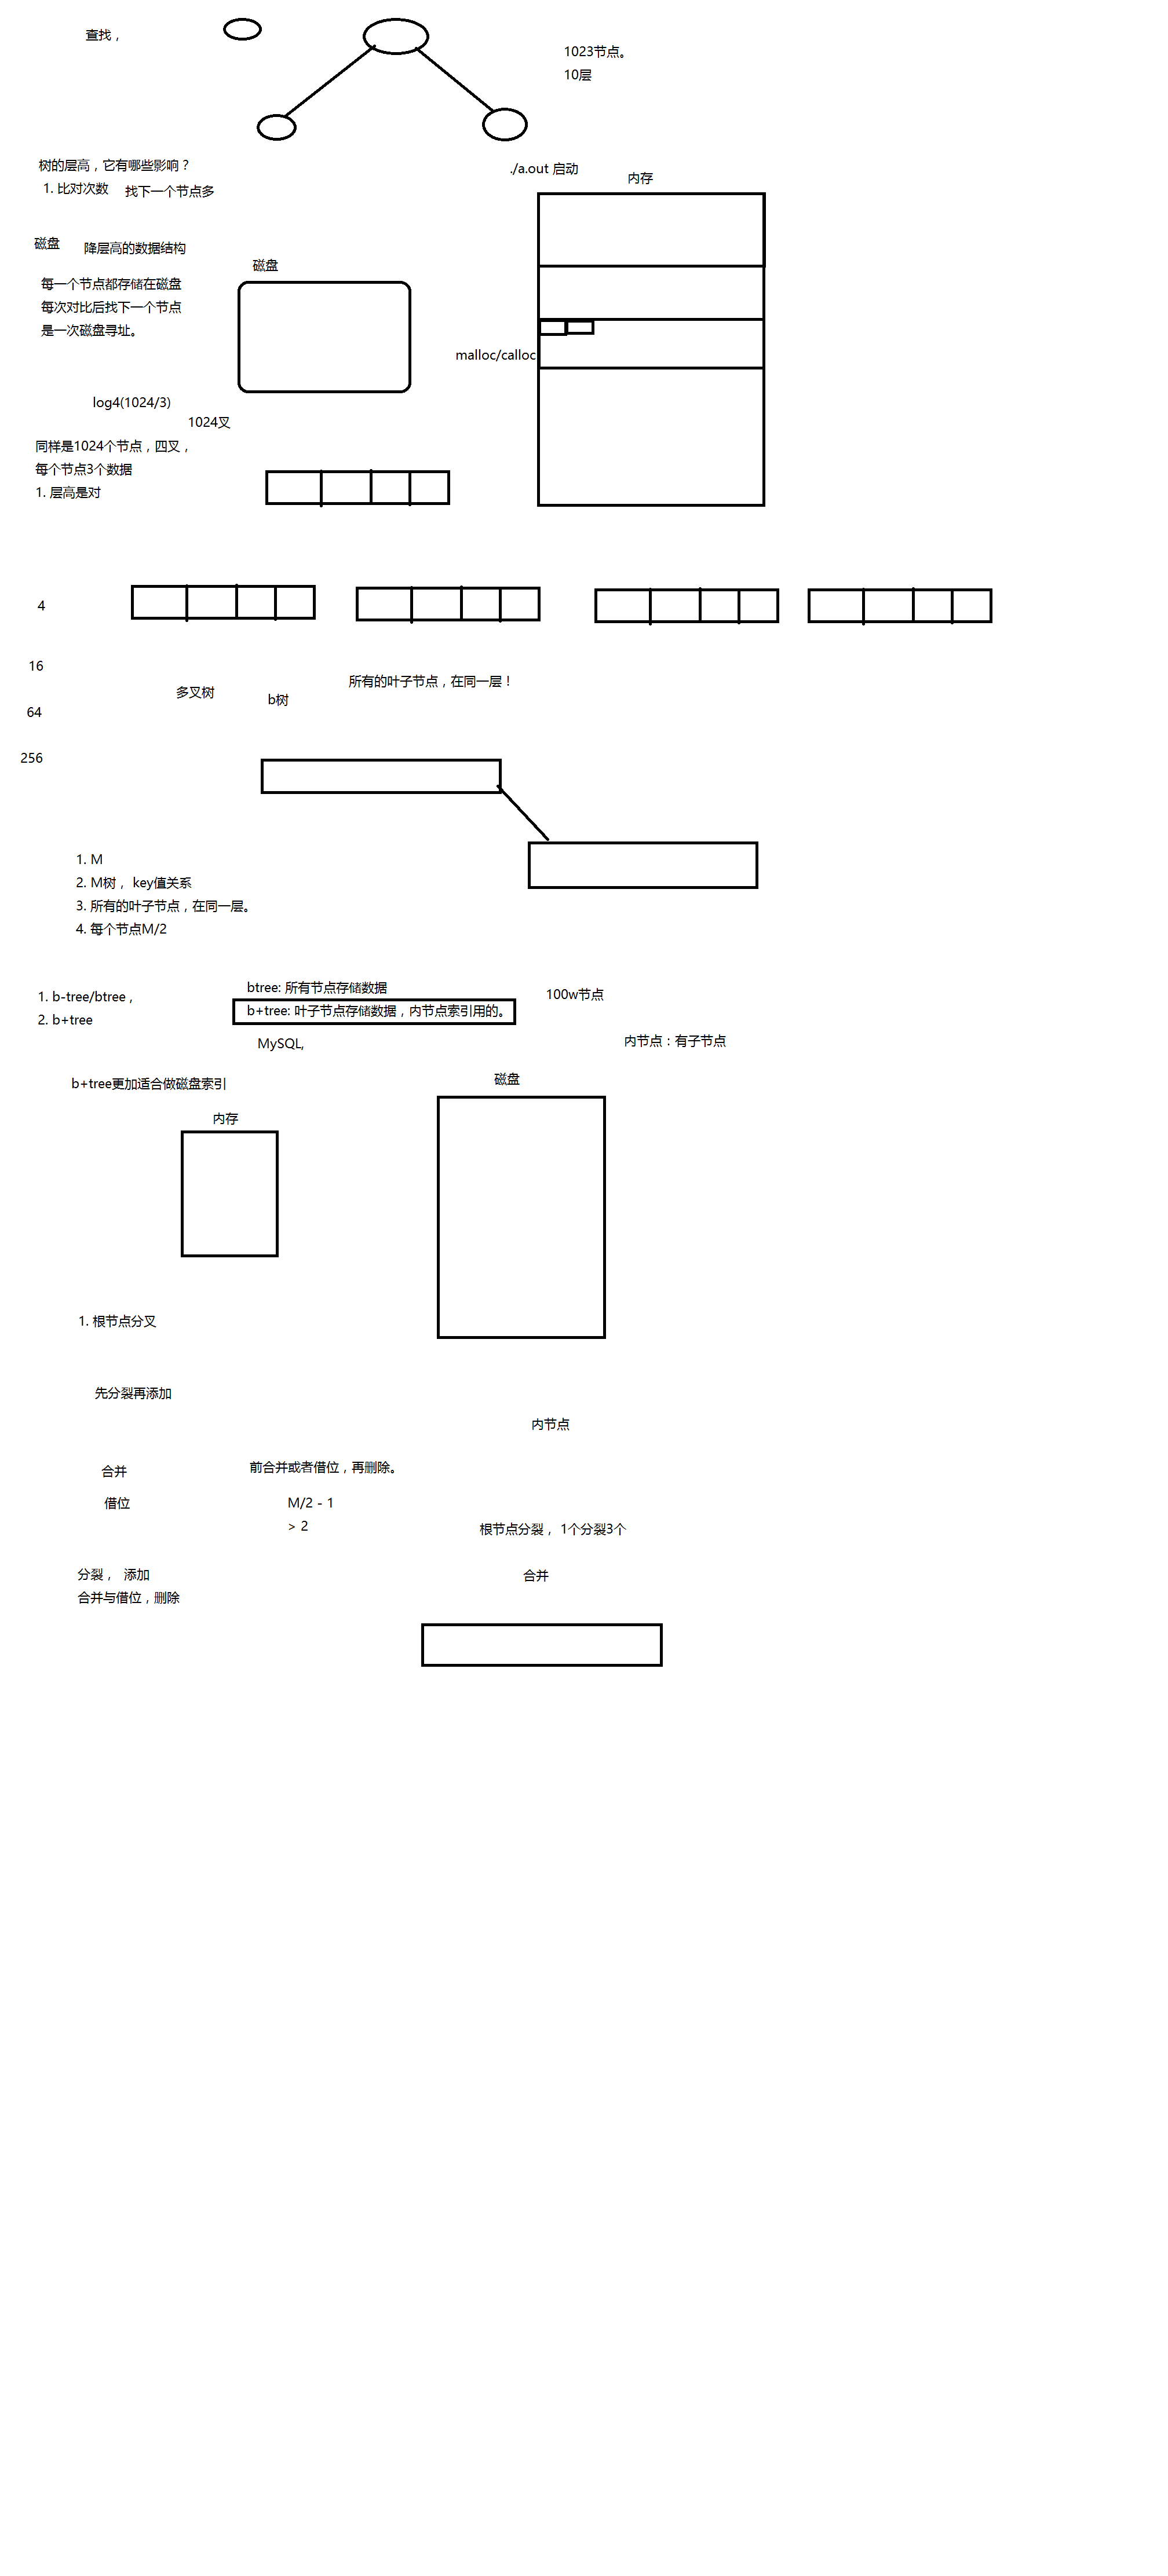 查找，
1023节点。
10层
树的层高，它有哪些影响？
1. 比对次数
找下一个节点多
./a.out 启动
内存
磁盘
降层高的数据结构
磁盘
每一个节点都存储在磁盘
每次对比后找下一个节点
是一次磁盘寻址。
malloc/calloc
log4(1024/3)
1024叉
同样是1024个节点，四叉，
每个节点3个数据
1. 层高是对
4
16
64
256
多叉树
b树
所有的叶子节点，在同一层！
1. M
2. M树， key值关系
3. 所有的叶子节点，在同一层。
4. 每个节点M/2
1. b-tree/btree，
2. b+tree
btree: 所有节点存储数据
b+tree: 叶子节点存储数据，内节点索引用的。
MySQL,
100w节点
内节点：有子节点
b+tree更加适合做磁盘索引
内存
磁盘
1. 根节点分叉
先分裂再添加
内节点
合并
前合并或者借位，再删除。
借位
M/2 - 1
> 2
根节点分裂， 1个分裂3个
分裂， 添加
合并与借位，删除
合并